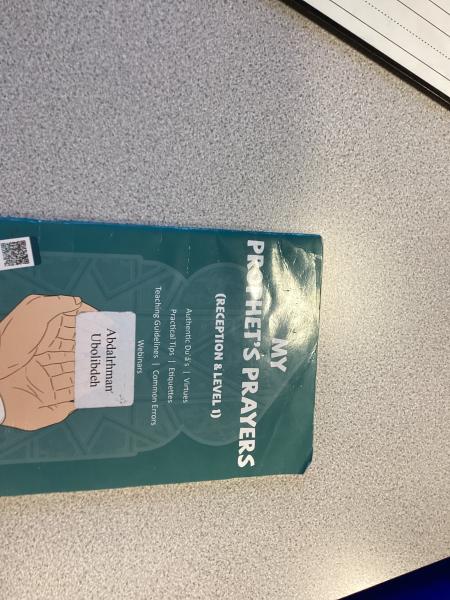 MY
PROPHET'S PRAYERS
(RECEPTION & LEVEL 1)
Authentic Du'ā's | Virtues
Practical Tips | Etiquettes
Teaching Guidelines | Common Errors
Webinars
Abdalrhman
Ubolibdeh